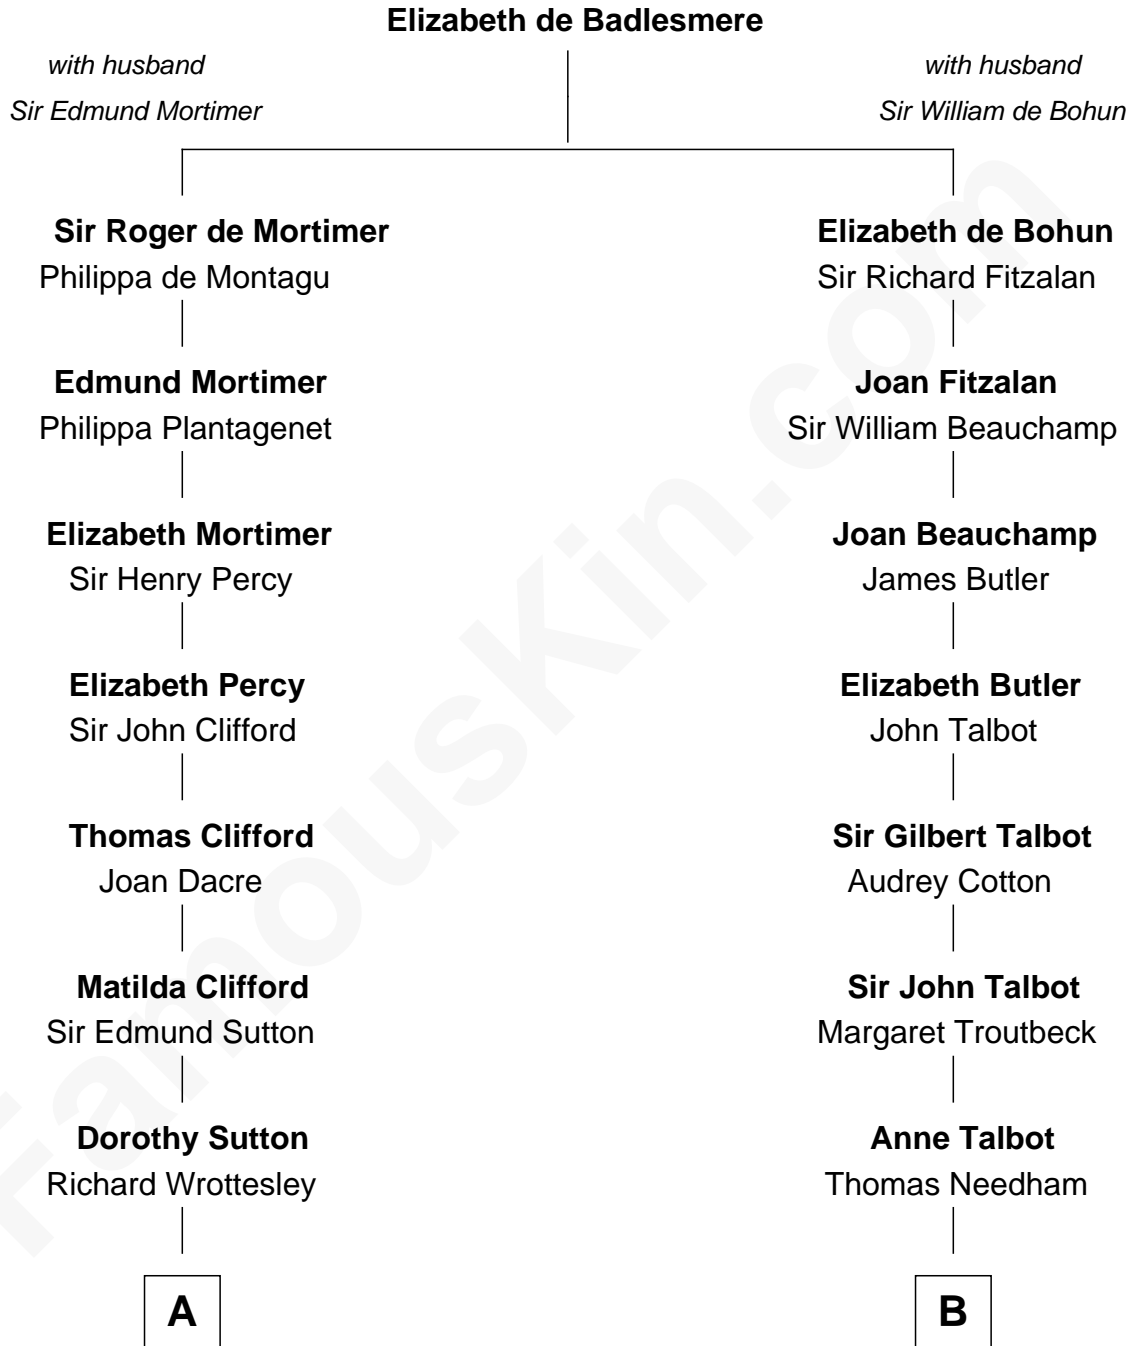 Elizabeth de Badlesmere
with husband
Sir Edmund Mortimer
with husband
Sir William de Bohun
Sir Roger de Mortimer
Philippa de Montagu
Elizabeth de Bohun
Sir Richard Fitzalan
Edmund Mortimer
Philippa Plantagenet
Joan Fitzalan
Sir William Beauchamp
Elizabeth Mortimer
Sir Henry Percy
Joan Beauchamp
James Butler
Elizabeth Percy
Sir John Clifford
Elizabeth Butler
John Talbot
Thomas Clifford
Joan Dacre
Sir Gilbert Talbot
Audrey Cotton
Matilda Clifford
Sir Edmund Sutton
Sir John Talbot
Margaret Troutbeck
Dorothy Sutton
Richard Wrottesley
Anne Talbot
Thomas Needham
A
B
FamousKin.com